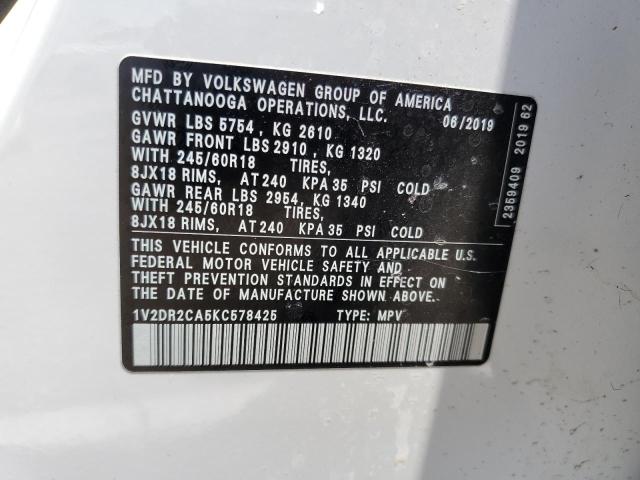 MFD BY VOLKSWAGEN GROUP OF AMERICA
CHATTANOOGA OPERATIONS, LLC. 06/2019
GVWR LBS 5754, KG 2610
GAWR FRONT LBS 2910, KG 1320
WITH 245/60R18 TIRES,
8JX18 RIMS, AT 240 KPA 35 PSI COLD
GAWR REAR LBS 2954, KG 1340
WITH 245/60R18 TIRES,
8JX18 RIMS, AT 240 KPA 35 PSI COLD
THIS VEHICLE CONFORMS TO ALL APPLICABLE U.S.
FEDERAL MOTOR VEHICLE SAFETY AND
THEFT PREVENTION STANDARDS IN EFFECT ON
THE DATE OF MANUFACTURE SHOWN ABOVE.
1V2DR2CA5KC578425 TYPE: MPV
2359409 2019 62